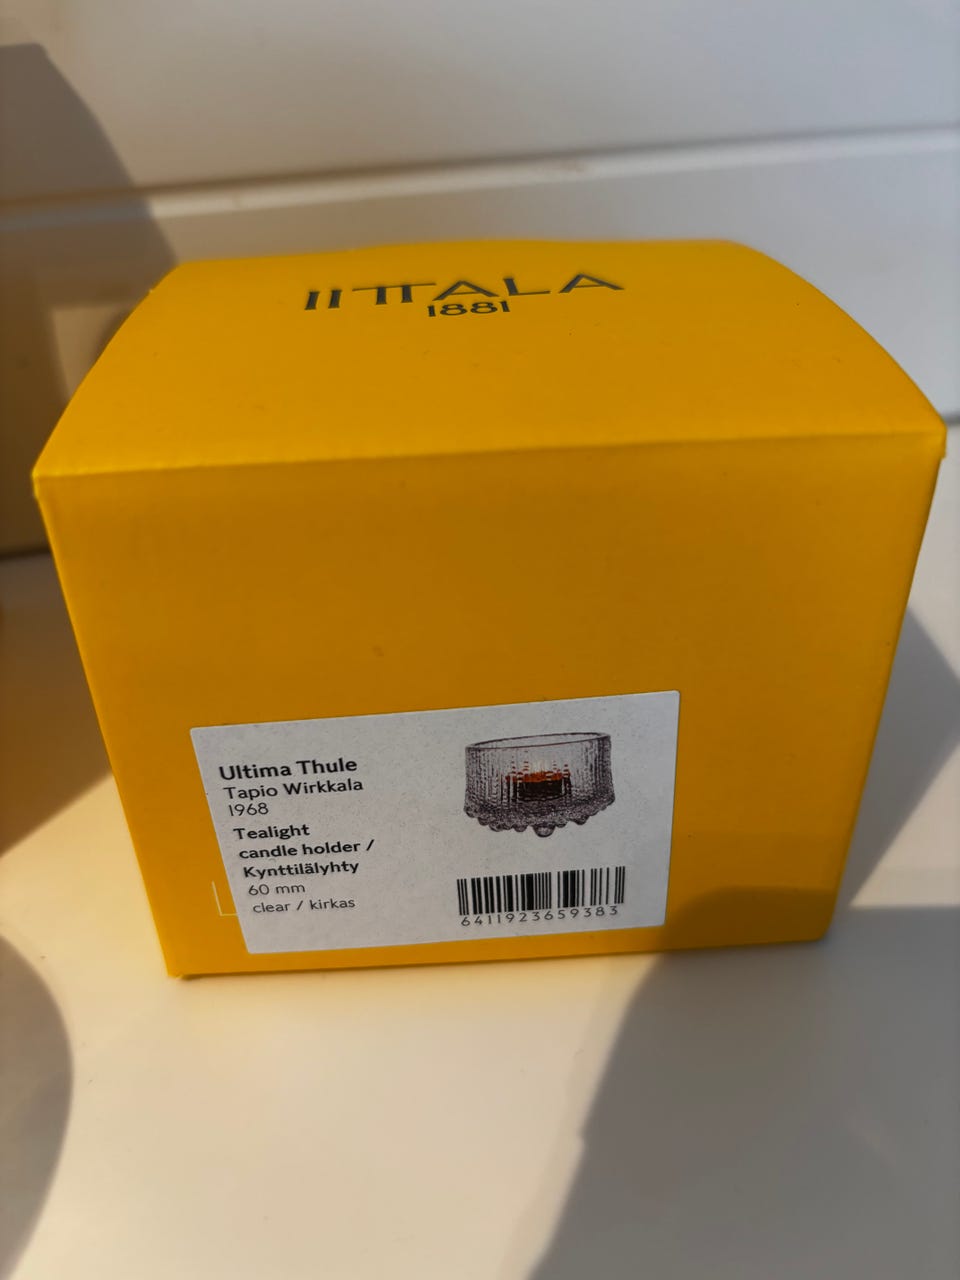 IITTALA
1881
Ultima Thule
Tapio Wirkkala
1968
Tealight
candle holder /
Kynttilälyhty
60 mm
clear / kirkas
6411923659383